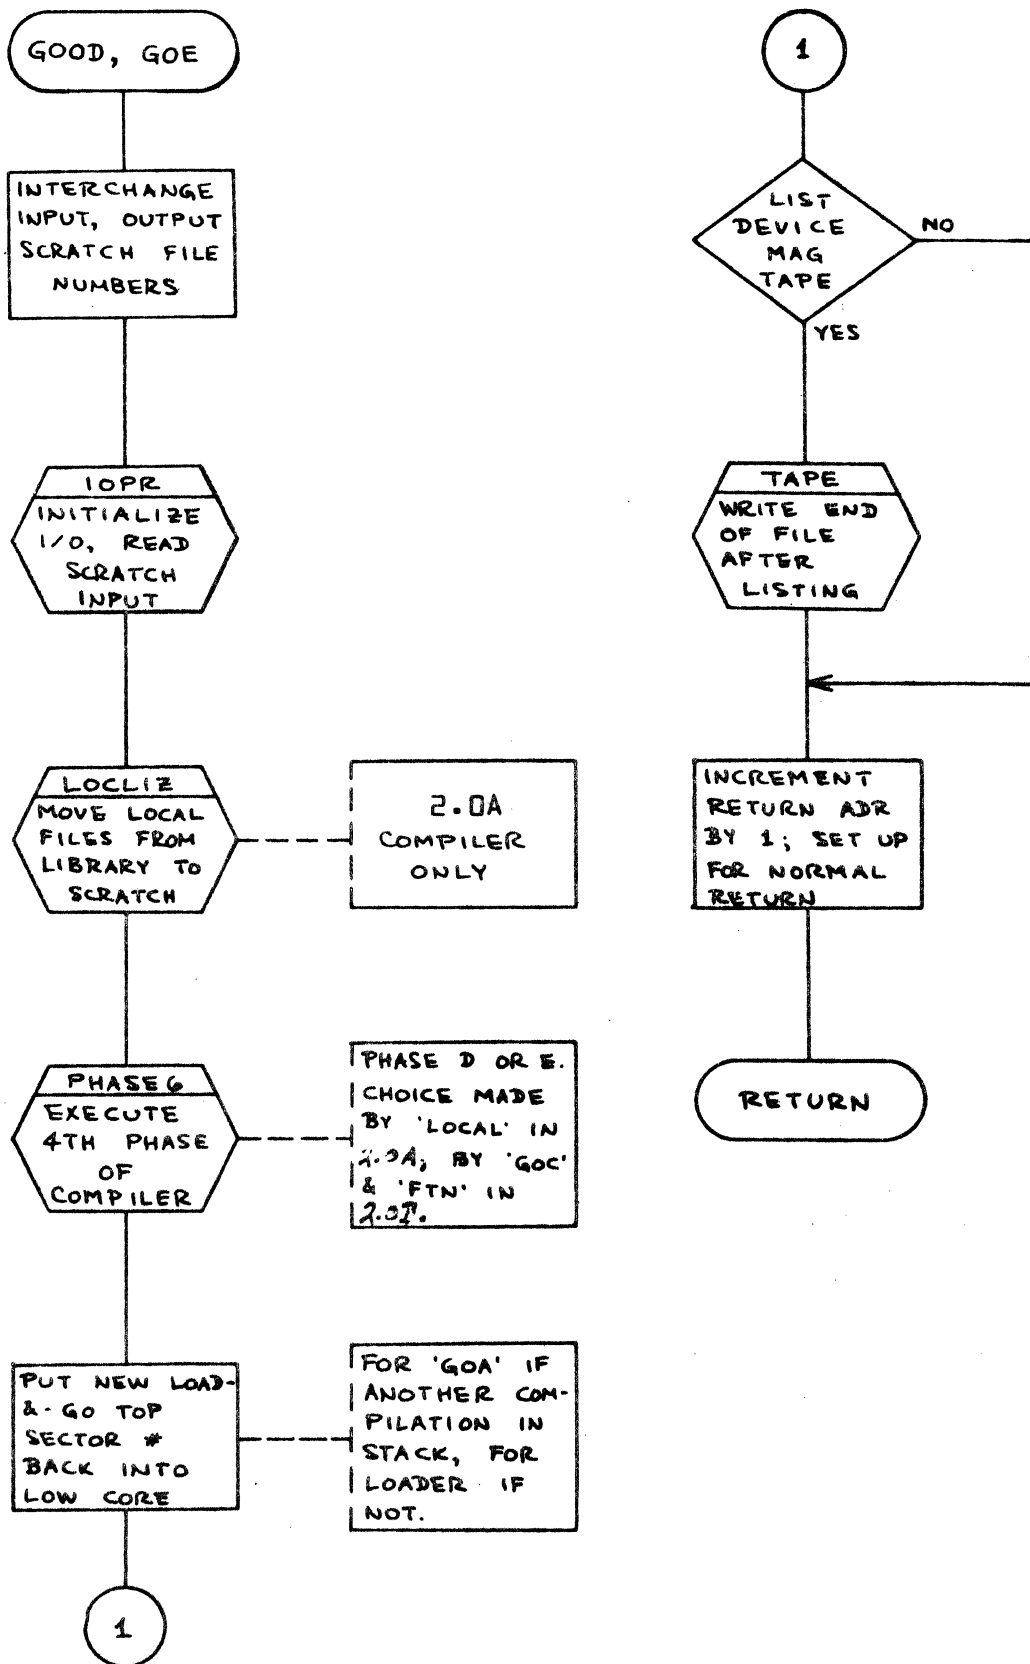 GOOD, GOE
INTERCHANGE
INPUT, OUTPUT
SCRATCH FILE
NUMBERS
IOPR
INITIALIZE
I/O, READ
SCRATCH
INPUT
LOCLIZ
MOVE LOCAL
FILES FROM
LIBRARY TO
SCRATCH
2.0A
COMPILER
ONLY
PHASE6
EXECUTE
4TH PHASE
OF
COMPILER
PHASE D OR E.
CHOICE MADE
BY 'LOCAL' IN
2.0A; BY 'GOC'
& 'FTN' IN
PUT NEW LOAD-
&-GO TOP
SECTOR #
BACK INTO
LOW CORE
FOR 'GOA' IF
ANOTHER COM-
PILATION IN
STACK, FOR
LOADER IF
NOT.
1
1
LIST
DEVICE
MAG
TAPE
NO
YES
TAPE
WRITE END
OF FILE
AFTER
LISTING
INCREMENT
RETURN ADR
BY 1; SET UP
FOR NORMAL
RETURN
RETURN